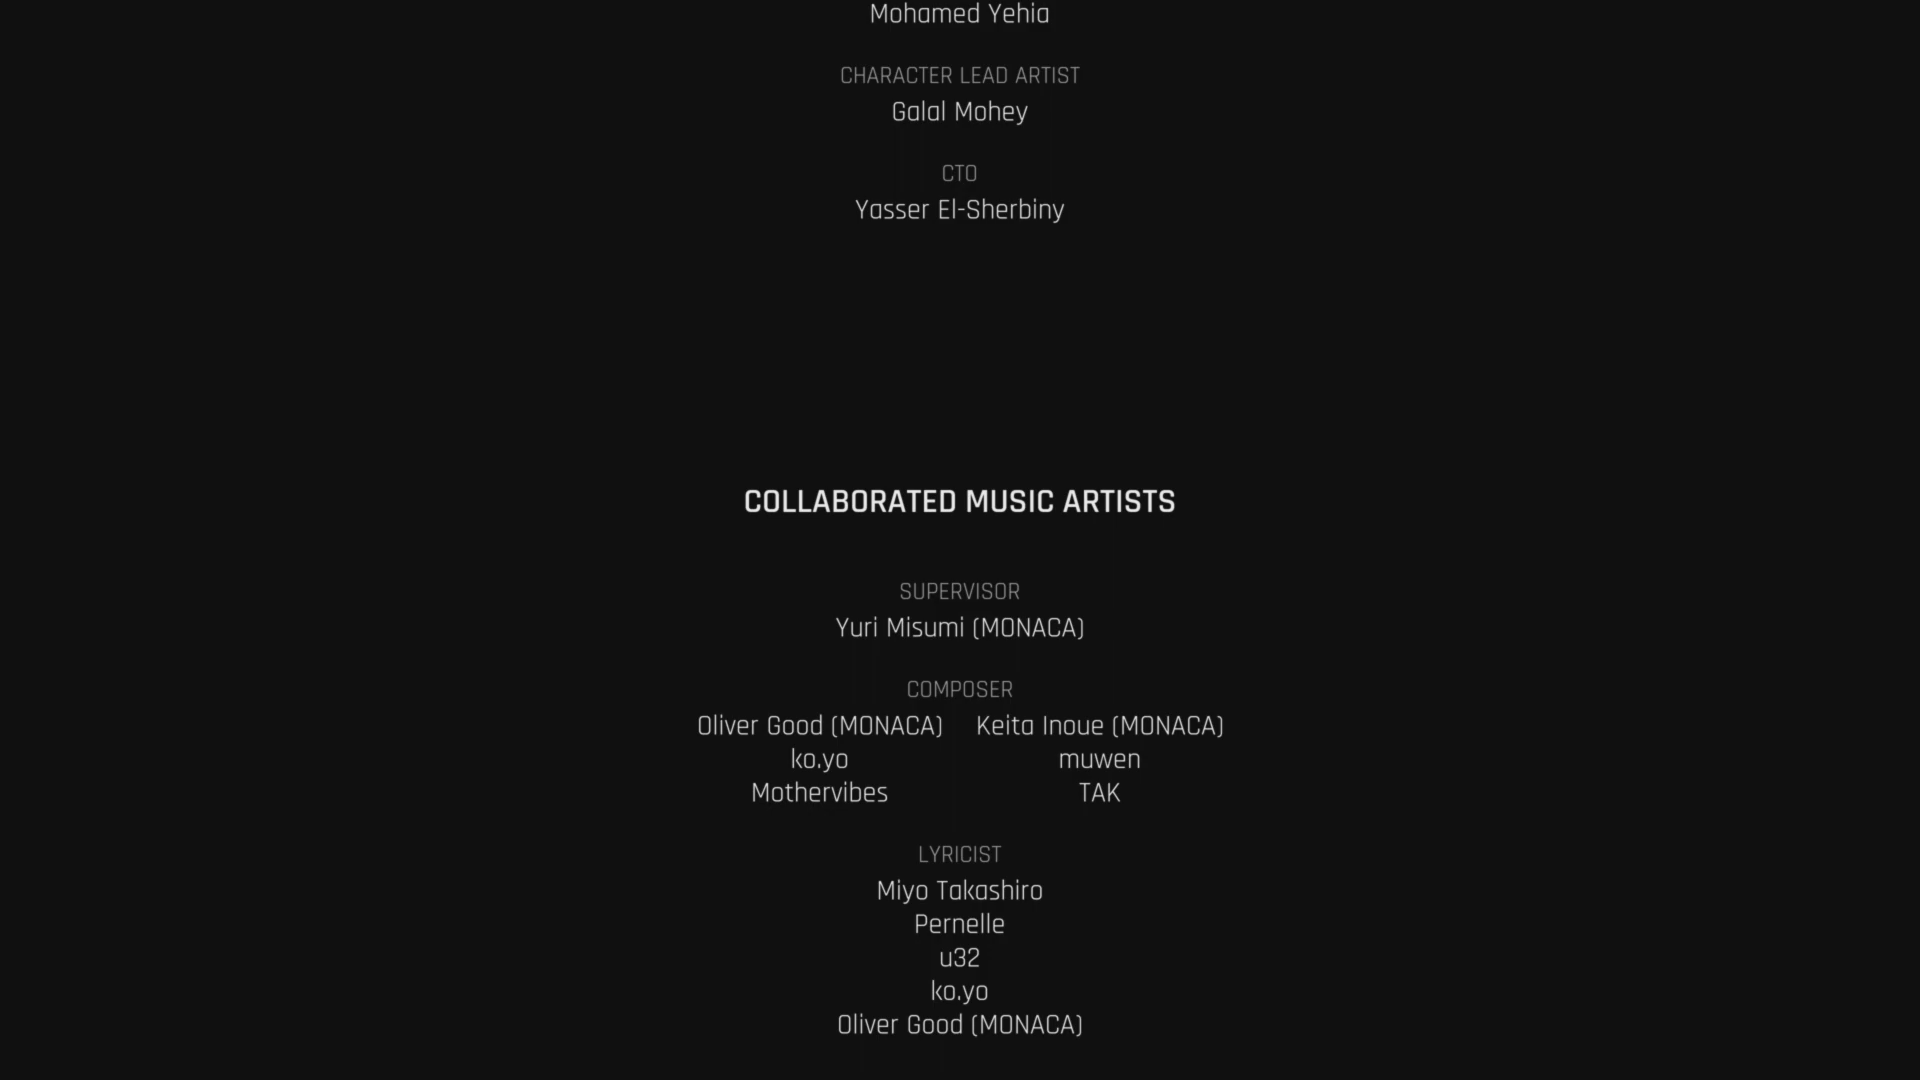 Mohamed Yehia
CHARACTER LEAD ARTIST
Galal Mohey
CTO
Yasser El-Sherbiny
COLLABORATED MUSIC ARTISTS
SUPERVISOR
Yuri Misumi (MONACA)
COMPOSER
Oliver Good (MONACA) Keita Inoue (MONACA)
ko.yo muwen
Mothervibes TAK
LYRICIST
Miyo Takashiro
Pernelle
u32
ko.yo
Oliver Good (MONACA)